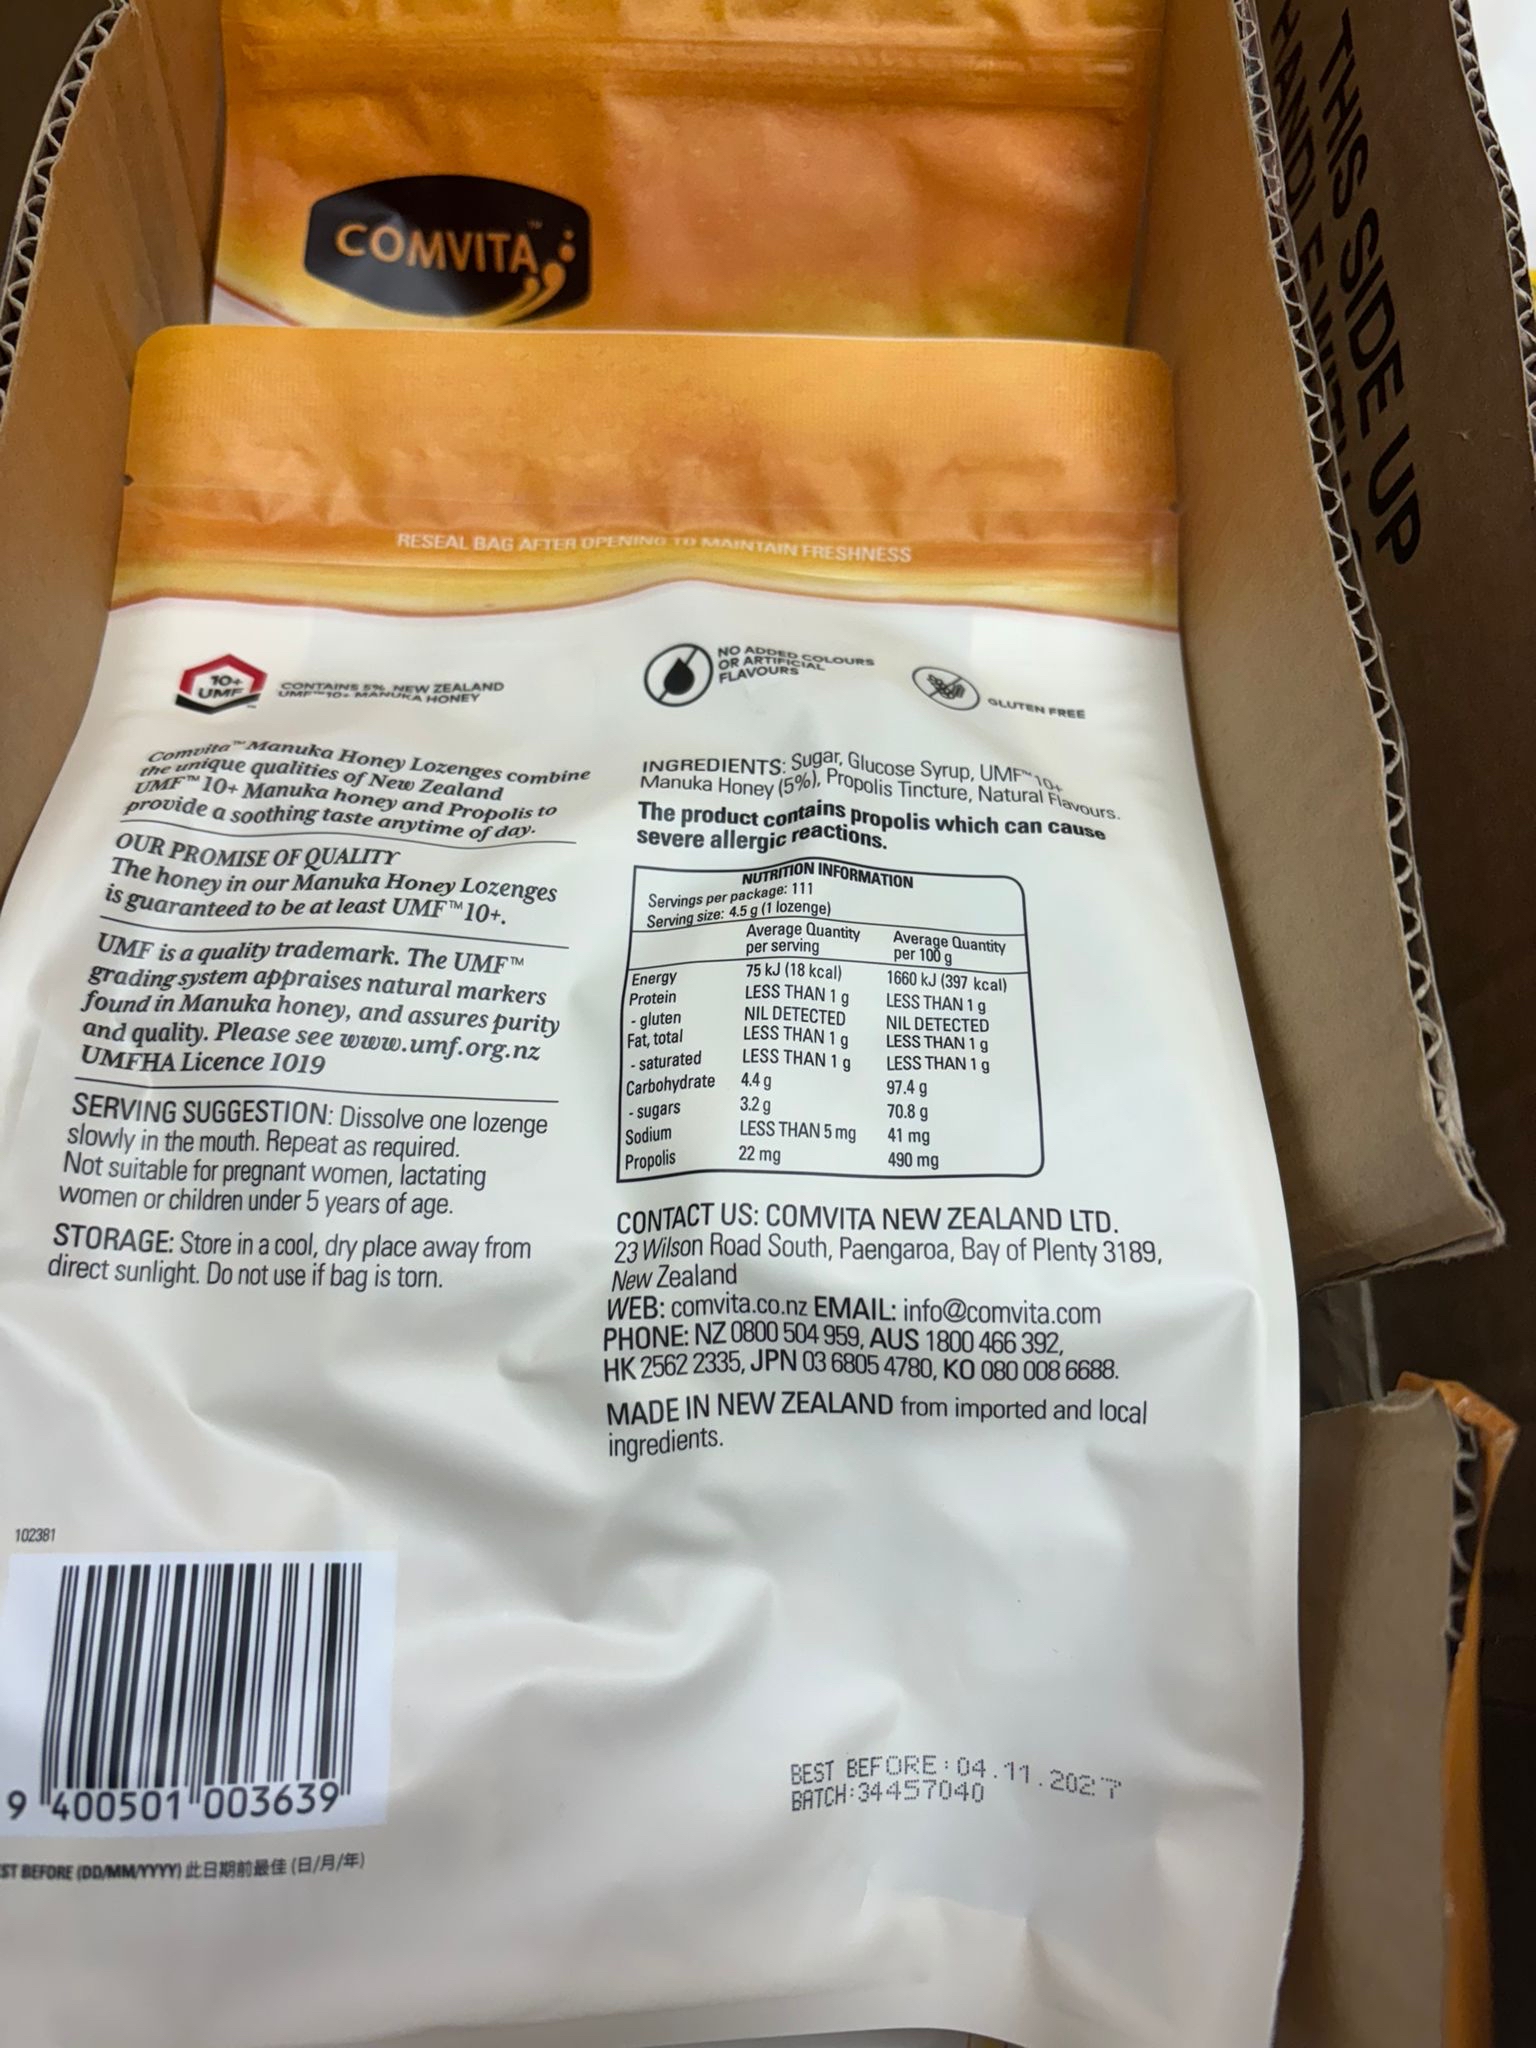 THIS SIDE UP
COMVITA™
RESEAL BAG AFTER OPENING TO MAINTAIN FRESHNESS
10+
UMF™
CONTAINS 5% NEW ZEALAND
UMF™10+ MANUKA HONEY
Comvita™ Manuka Honey Lozenges combine
the unique qualities of New Zealand
UMF™ 10+ Manuka honey and Propolis to
provide a soothing taste anytime of day.
OUR PROMISE OF QUALITY
The honey in our Manuka Honey Lozenges
is guaranteed to be at least UMF™10+.
UMF is a quality trademark. The UMF™
grading system appraises natural markers
found in Manuka honey, and assures purity
and quality. Please see www.umf.org.nz
UMFHA Licence 1019
SERVING SUGGESTION: Dissolve one lozenge
slowly in the mouth. Repeat as required.
Not suitable for pregnant women, lactating
women or children under 5 years of age.
STORAGE: Store in a cool, dry place away from
direct sunlight. Do not use if bag is torn.
NO ADDED COLOURS
OR ARTIFICIAL
FLAVOURS
GLUTEN FREE
INGREDIENTS: Sugar, Glucose Syrup, UMF™ 10+
Manuka Honey (5%), Propolis Tincture, Natural Flavours.
The product contains propolis which can cause
severe allergic reactions.
NUTRITION INFORMATION
Servings per package: 111
Serving size: 4.5 g (1 lozenge)
Average Quantity per serving Average Quantity per 100 g
Energy 75 kJ (18 kcal) 1660 kJ (397 kcal)
Protein LESS THAN 1 g LESS THAN 1 g
- gluten NIL DETECTED NIL DETECTED
Fat, total LESS THAN 1 g LESS THAN 1 g
- saturated LESS THAN 1 g LESS THAN 1 g
Carbohydrate 4.4 g 97.4 g
- sugars 3.2 g 70.8 g
Sodium LESS THAN 5 mg 41 mg
Propolis 22 mg 490 mg
CONTACT US: COMVITA NEW ZEALAND LTD.
23 Wilson Road South, Paengaroa, Bay of Plenty 3189,
New Zealand
WEB: comvita.co.nz EMAIL: info@comvita.com
PHONE: NZ 0800 504 959, AUS 1800 466 392,
HK 2562 2335, JPN 03 6805 4780, KO 080 008 6688.
MADE IN NEW ZEALAND from imported and local
ingredients.
102381
9 400501 003639
BEFORE (DD/MM/YYYY) 此日期前最佳 (日/月/年)
BEST BEFORE:04.11.2027
BATCH:34457040